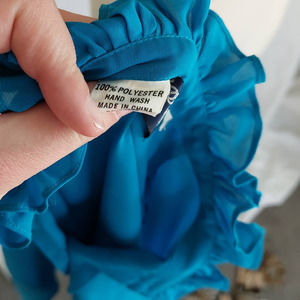 100% POLYESTER
HAND WASH
MADE IN CHINA